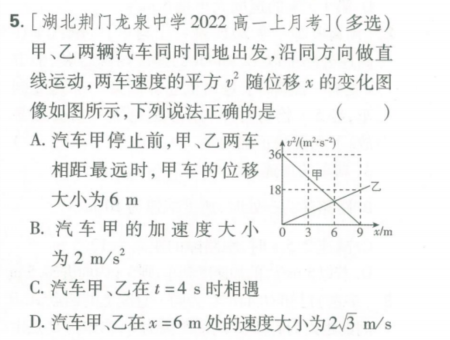 5. [湖北荆门龙泉中学 2022 高一上月考](多选)
甲、乙两辆汽车同时同地出发,沿同方向做直
线运动,两车速度的平方 v² 随位移 x 的变化图
像如图所示,下列说法正确的是 (  )
A. 汽车甲停止前,甲、乙两车
相距最远时,甲车的位移
大小为 6 m
B. 汽车甲的加速度大小
为 2 m/s²
C. 汽车甲、乙在 t=4 s 时相遇
D. 汽车甲、乙在 x=6 m 处的速度大小为 2√3 m/s
v²/(m²·s⁻²)
36
甲
18
乙
0 3 6 9 x/m